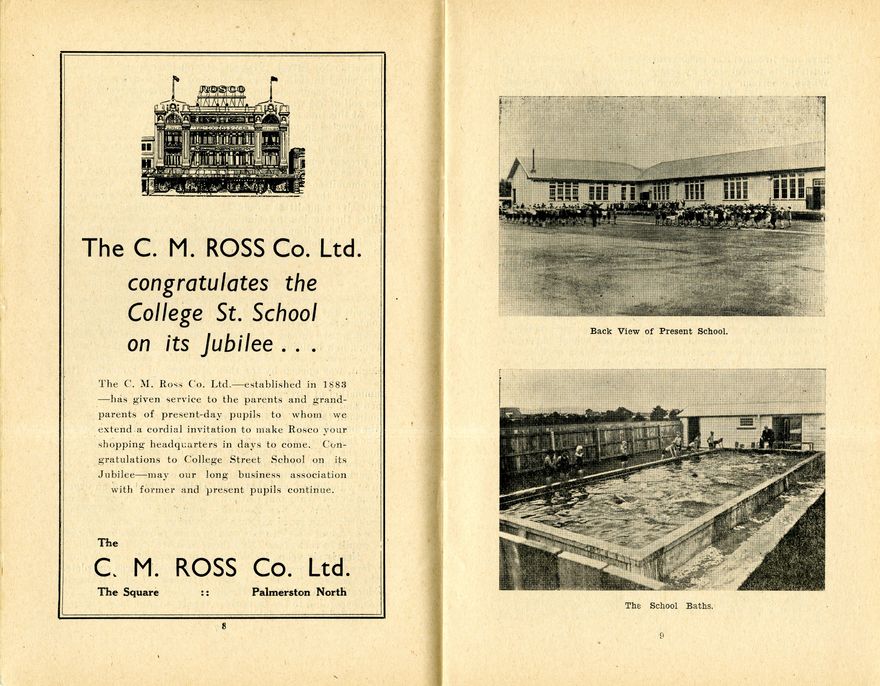 ROSCO
The C. M. ROSS Co. Ltd.
congratulates the
College St. School
on its Jubilee . . .
The C. M. Ross Co. Ltd.—established in 1883
—has given service to the parents and grand-
parents of present-day pupils to whom we
extend a cordial invitation to make Rosco your
shopping headquarters in days to come. Con-
gratulations to College Street School on its
Jubilee—may our long business association
with former and present pupils continue.
The
C. M. ROSS Co. Ltd.
The Square :: Palmerston North
8
Back View of Present School.
The School Baths.
9